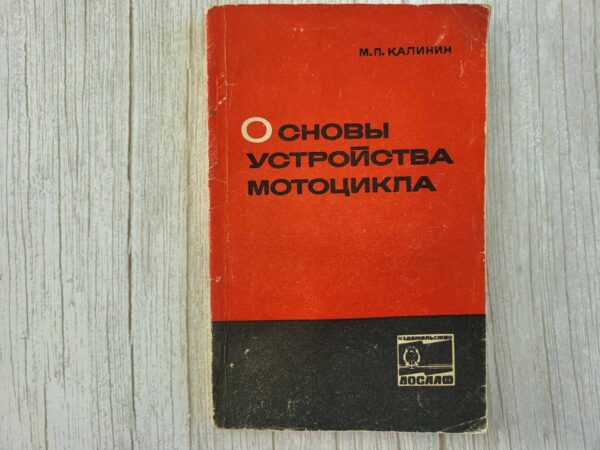 М.П. КАЛИНИН
ОСНОВЫ
УСТРОЙСТВА
МОТОЦИКЛА
издательство
ДОСААФ